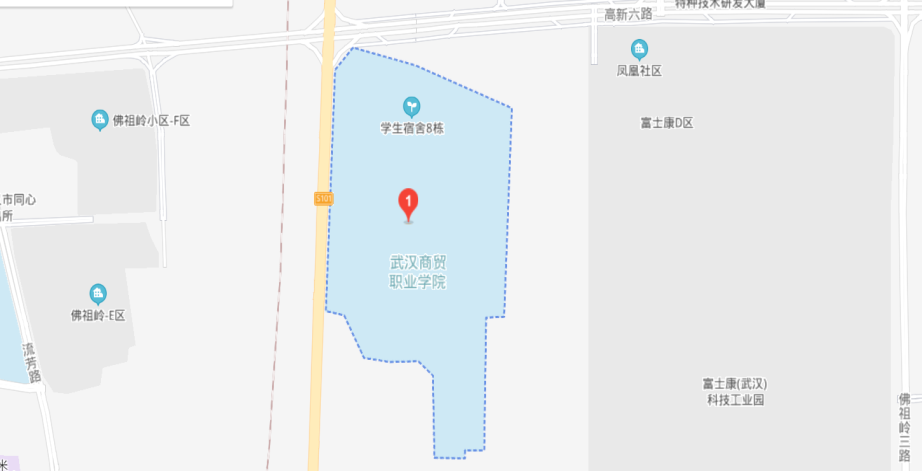 特种技术研发大厦
高新六路
凤凰社区
佛祖岭小区-F区
学生宿舍8栋
富士康D区
市同心
所
S101
1
武汉商贸
职业学院
佛祖岭-E区
流芳路
富士康(武汉)
科技工业园
佛祖岭三路
米